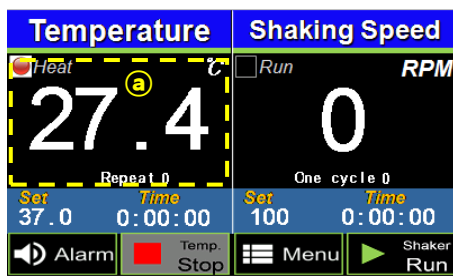 Temperature Shaking Speed
Heat ℃ Run RPM
ⓐ
27.4 0
Repeat 0 One cycle 0
Set Time Set Time
37.0 0:00:00 100 0:00:00
Alarm Temp. Stop Menu Shaker Run